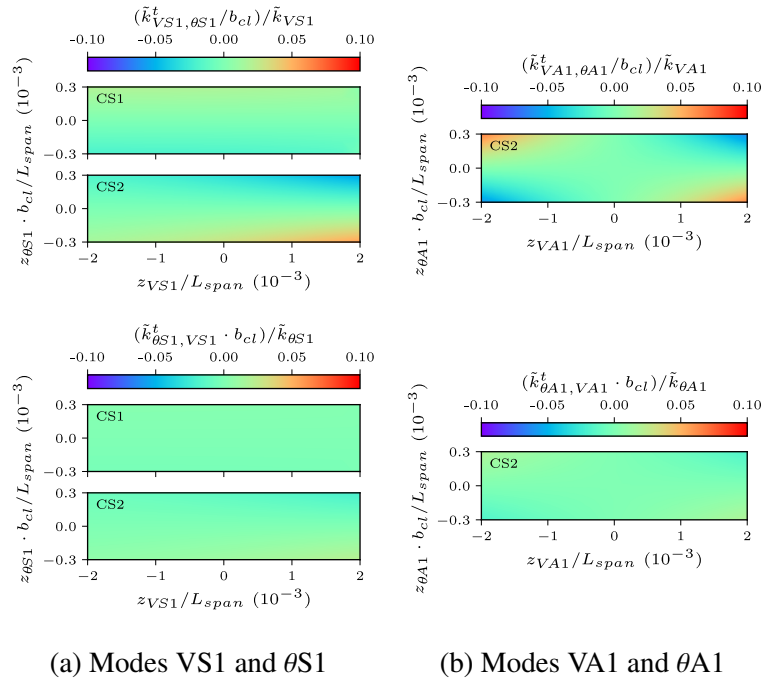 (k̃ᵗ_{VS1,θS1}/b_{cl})/k̃_{VS1}
-0.10 -0.05 0.00 0.05 0.10
CS1
0.3
0.0
−0.3
CS2
0.3
0.0
−0.3
z_{θS1} · b_{cl}/L_{span} (10⁻³)
−2 −1 0 1 2
z_{VS1}/L_{span} (10⁻³)
(k̃ᵗ_{θS1,VS1} · b_{cl})/k̃_{θS1}
-0.10 -0.05 0.00 0.05 0.10
CS1
0.3
0.0
−0.3
CS2
0.3
0.0
−0.3
z_{θS1} · b_{cl}/L_{span} (10⁻³)
−2 −1 0 1 2
z_{VS1}/L_{span} (10⁻³)
(a) Modes VS1 and θS1
(k̃ᵗ_{VA1,θA1}/b_{cl})/k̃_{VA1}
-0.10 -0.05 0.00 0.05 0.10
CS2
0.3
0.0
−0.3
z_{θA1} · b_{cl}/L_{span} (10⁻³)
−2 −1 0 1 2
z_{VA1}/L_{span} (10⁻³)
(k̃ᵗ_{θA1,VA1} · b_{cl})/k̃_{θA1}
-0.10 -0.05 0.00 0.05 0.10
CS2
0.3
0.0
−0.3
z_{θA1} · b_{cl}/L_{span} (10⁻³)
−2 −1 0 1 2
z_{VA1}/L_{span} (10⁻³)
(b) Modes VA1 and θA1